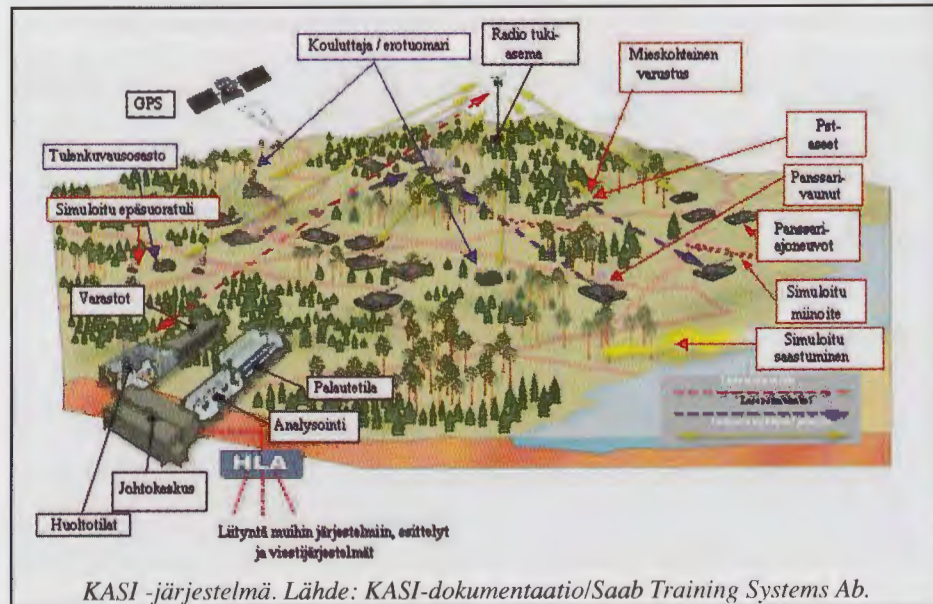 Kouluttaja / erotuomari
Radio tuki-
asema
Mieskohtainen
varustus
GPS
Pst-
aseet
Tulenkuvausosasto
Panssari-
vaunut
Simuloitu epäsuoratuli
Panssari-
ajoneuvot
Varastot
Simuloitu
miinoite
Simuloitu
saastuminen
Palautetila
Analysointi
HLA
Johtokeskus
Huoltotilat
Liityntä muihin järjestelmiin, esittelyt
ja viestijärjestelmät
KASI -järjestelmä. Lähde: KASI-dokumentaatio/Saab Training Systems Ab.